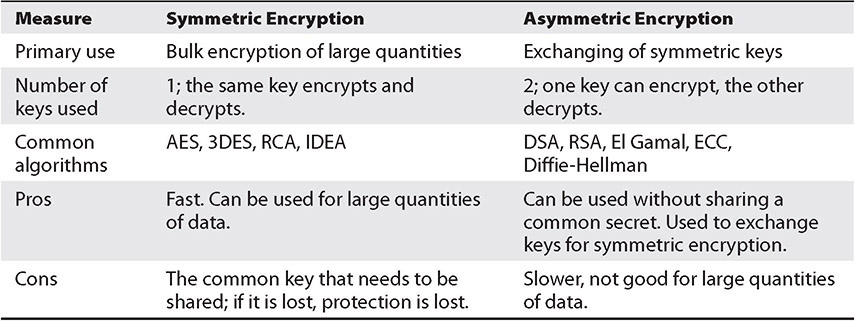 Measure Symmetric Encryption Asymmetric Encryption
Primary use Bulk encryption of large quantities Exchanging of symmetric keys
Number of 1; the same key encrypts and 2; one key can encrypt, the other
keys used decrypts. decrypts.
Common AES, 3DES, RCA, IDEA DSA, RSA, El Gamal, ECC,
algorithms Diffie-Hellman
Pros Fast. Can be used for large quantities Can be used without sharing a
of data. common secret. Used to exchange
keys for symmetric encryption.
Cons The common key that needs to be Slower, not good for large quantities
shared; if it is lost, protection is lost. of data.